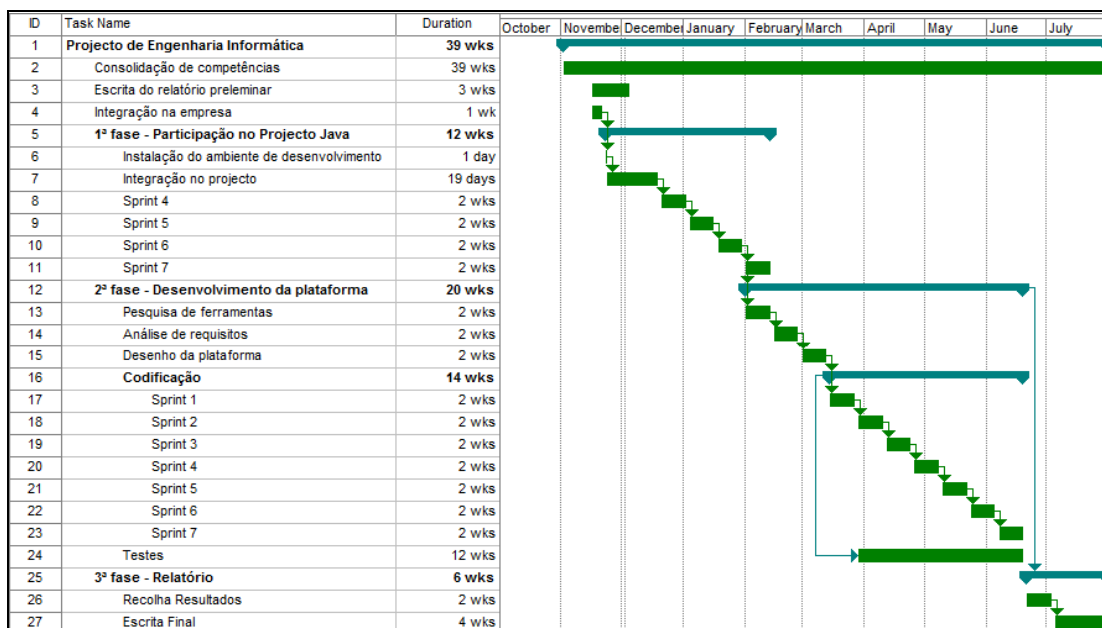 ID Task Name Duration October November December January February March April May June July
1 Projecto de Engenharia Informática 39 wks
2 Consolidação de competências 39 wks
3 Escrita do relatório preleminar 3 wks
4 Integração na empresa 1 wk
5 1ª fase - Participação no Projecto Java 12 wks
6 Instalação do ambiente de desenvolvimento 1 day
7 Integração no projecto 19 days
8 Sprint 4 2 wks
9 Sprint 5 2 wks
10 Sprint 6 2 wks
11 Sprint 7 2 wks
12 2ª fase - Desenvolvimento da plataforma 20 wks
13 Pesquisa de ferramentas 2 wks
14 Análise de requisitos 2 wks
15 Desenho da plataforma 2 wks
16 Codificação 14 wks
17 Sprint 1 2 wks
18 Sprint 2 2 wks
19 Sprint 3 2 wks
20 Sprint 4 2 wks
21 Sprint 5 2 wks
22 Sprint 6 2 wks
23 Sprint 7 2 wks
24 Testes 12 wks
25 3ª fase - Relatório 6 wks
26 Recolha Resultados 2 wks
27 Escrita Final 4 wks